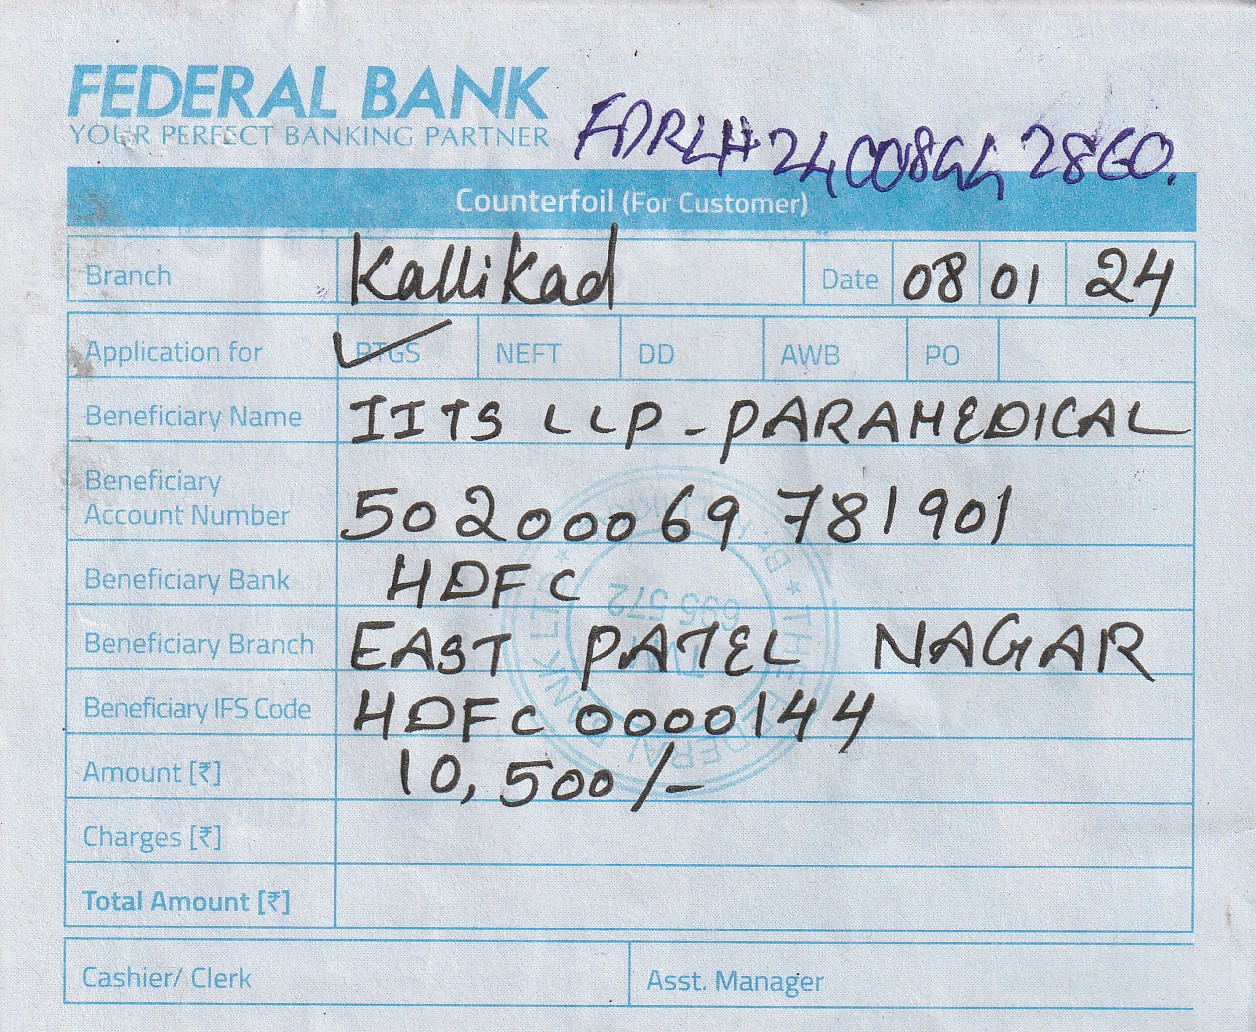 FEDERAL BANK
YOUR PERFECT BANKING PARTNER
FDRLH24008442860.
Counterfoil (For Customer)
Branch Kallikad Date 08 01 24
Application for RTGS NEFT DD AWB PO
Beneficiary Name IITS LLP - PARAMEDICAL
Beneficiary
Account Number 50200069781901
Beneficiary Bank HDFC
Beneficiary Branch EAST PATEL NAGAR
Beneficiary IFS Code HDFC0000144
Amount [₹] 10,500/-
Charges [₹]
Total Amount [₹]
Cashier/ Clerk Asst. Manager
THE FEDERAL BANK LTD
695 572